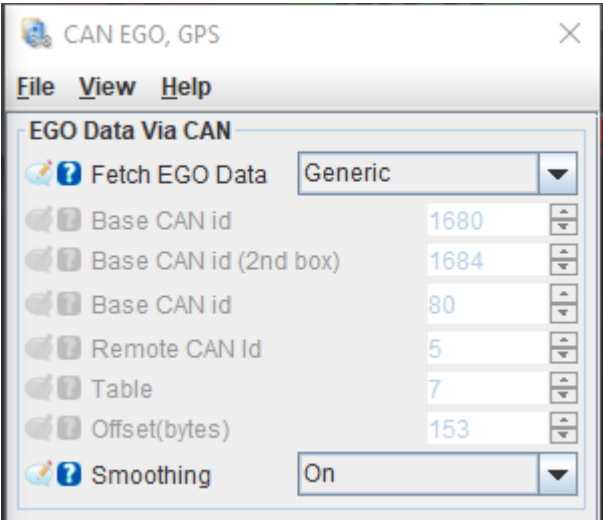 CAN EGO, GPS
File View Help
EGO Data Via CAN
Fetch EGO Data Generic
Base CAN id 1680
Base CAN id (2nd box) 1684
Base CAN id 80
Remote CAN Id 5
Table 7
Offset(bytes) 153
Smoothing On